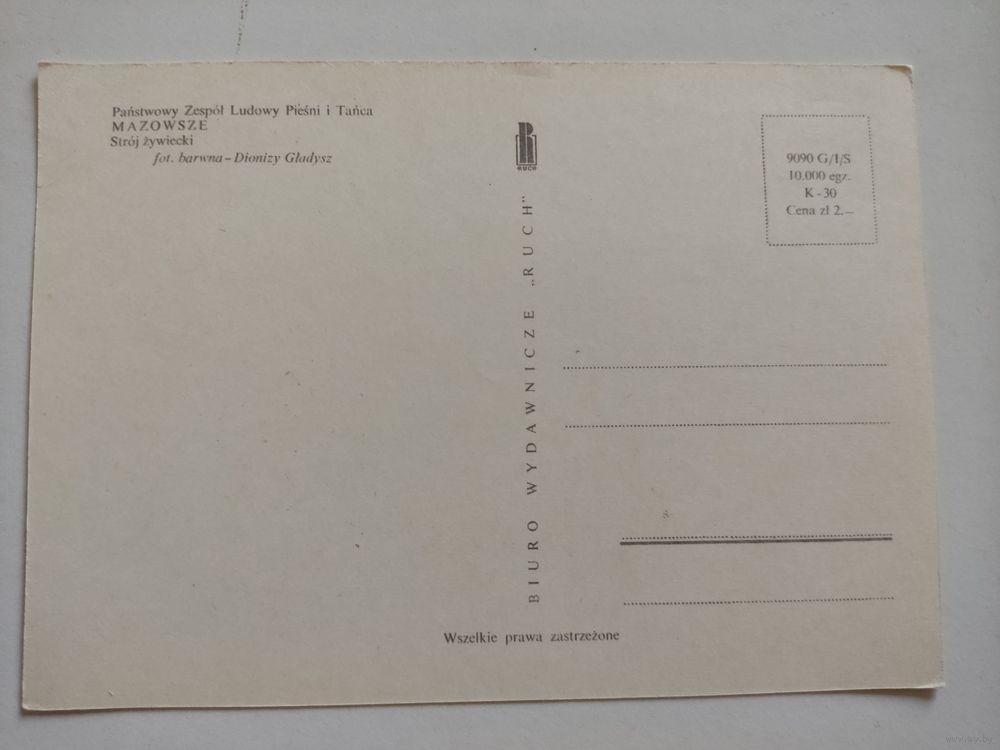 Państwowy Zespół Ludowy Pieśni i Tańca
MAZOWSZE
Strój żywiecki
fot. barwna – Dionizy Gładysz
RUCH
BIURO WYDAWNICZE „RUCH”
9090 G/I/S
10.000 egz.
K - 30
Cena zł 2.–
Wszelkie prawa zastrzeżone